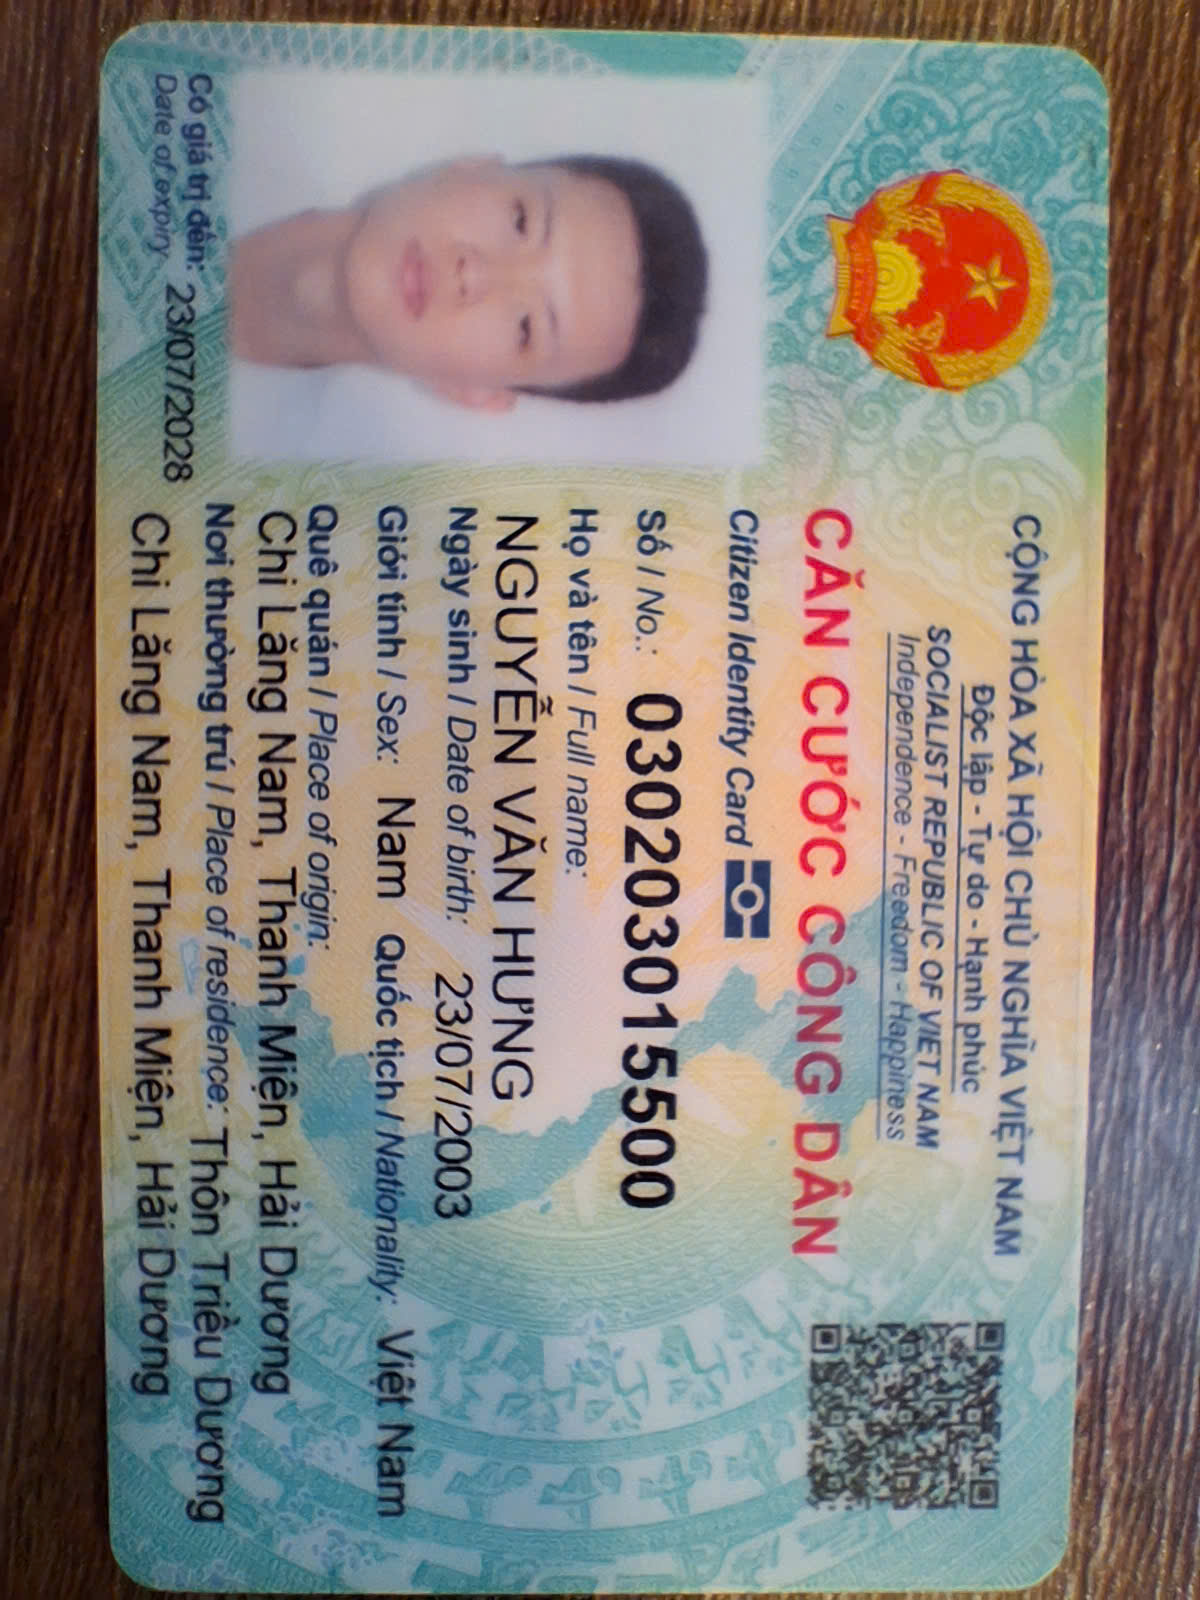 CỘNG HÒA XÃ HỘI CHỦ NGHĨA VIỆT NAM
Độc lập - Tự do - Hạnh phúc
SOCIALIST REPUBLIC OF VIET NAM
Independence - Freedom - Happiness
CĂN CƯỚC CÔNG DÂN
Citizen Identity Card
Số / No.: 030203015500
Họ và tên / Full name:
NGUYỄN VĂN HƯNG
Ngày sinh / Date of birth: 23/07/2003
Giới tính / Sex: Nam Quốc tịch / Nationality: Việt Nam
Quê quán / Place of origin:
Chi Lăng Nam, Thanh Miện, Hải Dương
Nơi thường trú / Place of residence: Thôn Triều Dương
Chi Lăng Nam, Thanh Miện, Hải Dương
Có giá trị đến: 23/07/2028
Date of expiry